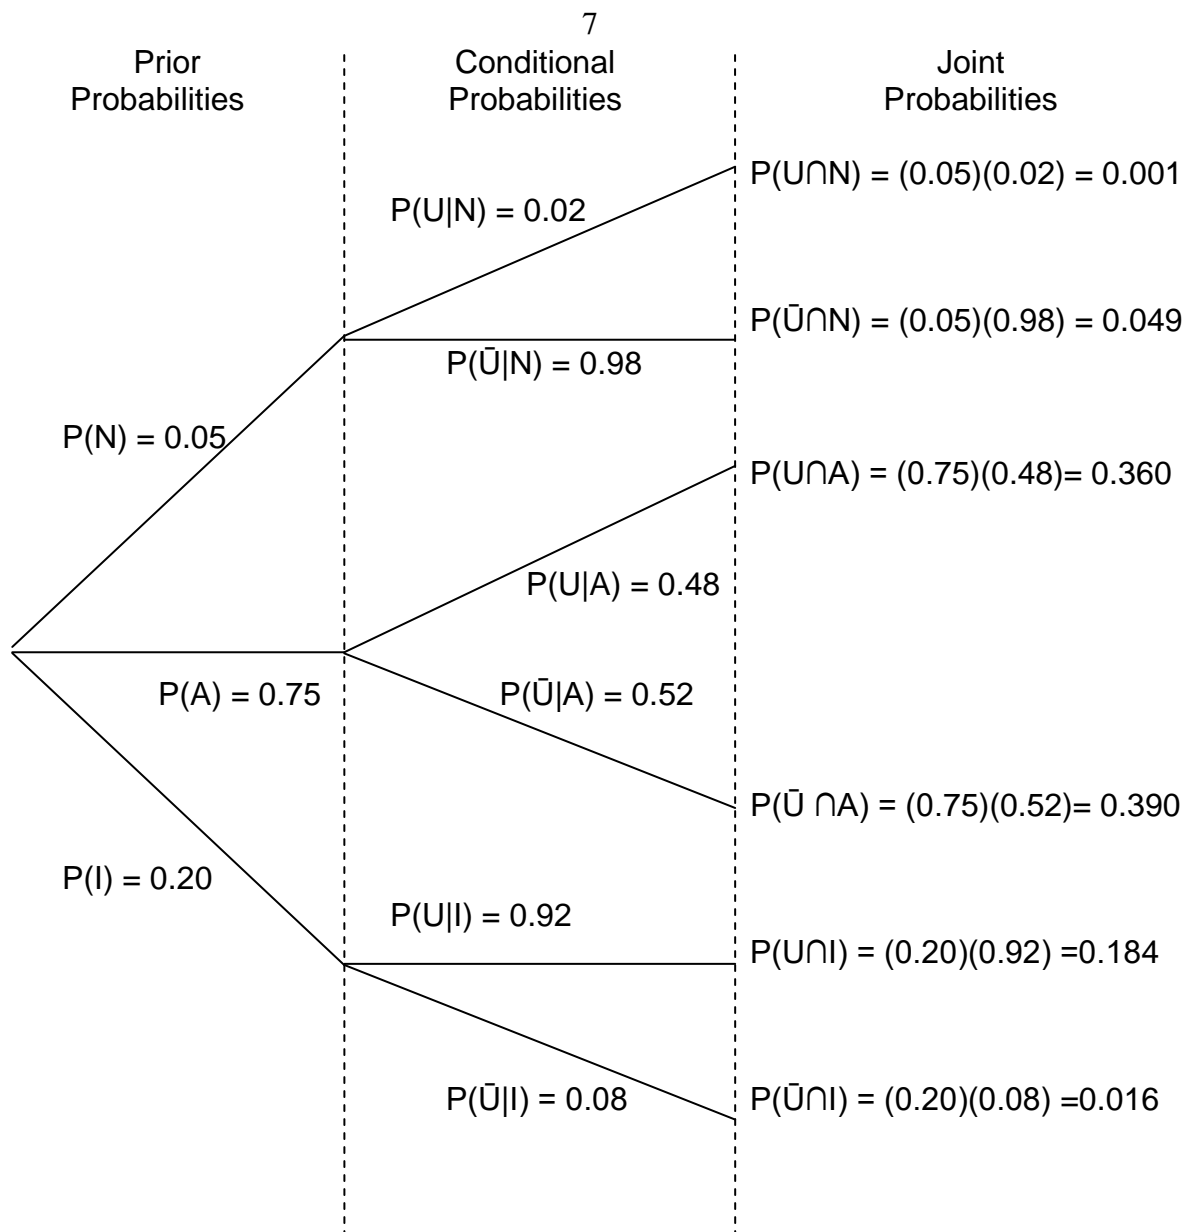 7
Prior
Probabilities
Conditional
Probabilities
Joint
Probabilities
P(U∩N) = (0.05)(0.02) = 0.001
P(U|N) = 0.02
P(Ū∩N) = (0.05)(0.98) = 0.049
P(Ū|N) = 0.98
P(N) = 0.05
P(U∩A) = (0.75)(0.48)= 0.360
P(U|A) = 0.48
P(A) = 0.75
P(Ū|A) = 0.52
P(Ū ∩A) = (0.75)(0.52)= 0.390
P(I) = 0.20
P(U|I) = 0.92
P(U∩I) = (0.20)(0.92) =0.184
P(Ū|I) = 0.08
P(Ū∩I) = (0.20)(0.08) =0.016